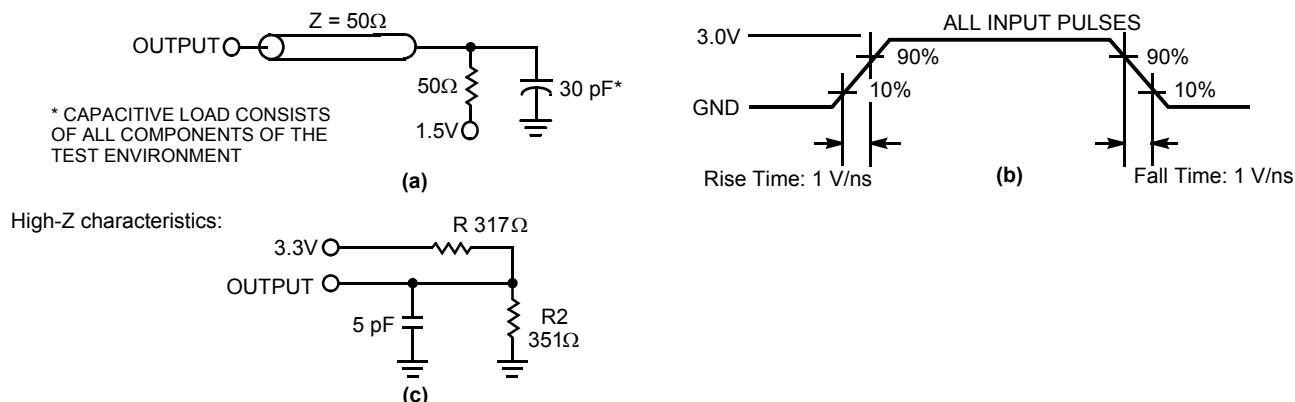 Z = 50Ω
OUTPUT
50Ω
30 pF*
1.5V
* CAPACITIVE LOAD CONSISTS
OF ALL COMPONENTS OF THE
TEST ENVIRONMENT
(a)
ALL INPUT PULSES
3.0V
90%
90%
10%
10%
GND
Rise Time: 1 V/ns
(b)
Fall Time: 1 V/ns
High-Z characteristics:
R 317Ω
3.3V
OUTPUT
5 pF
R2
351Ω
(c)